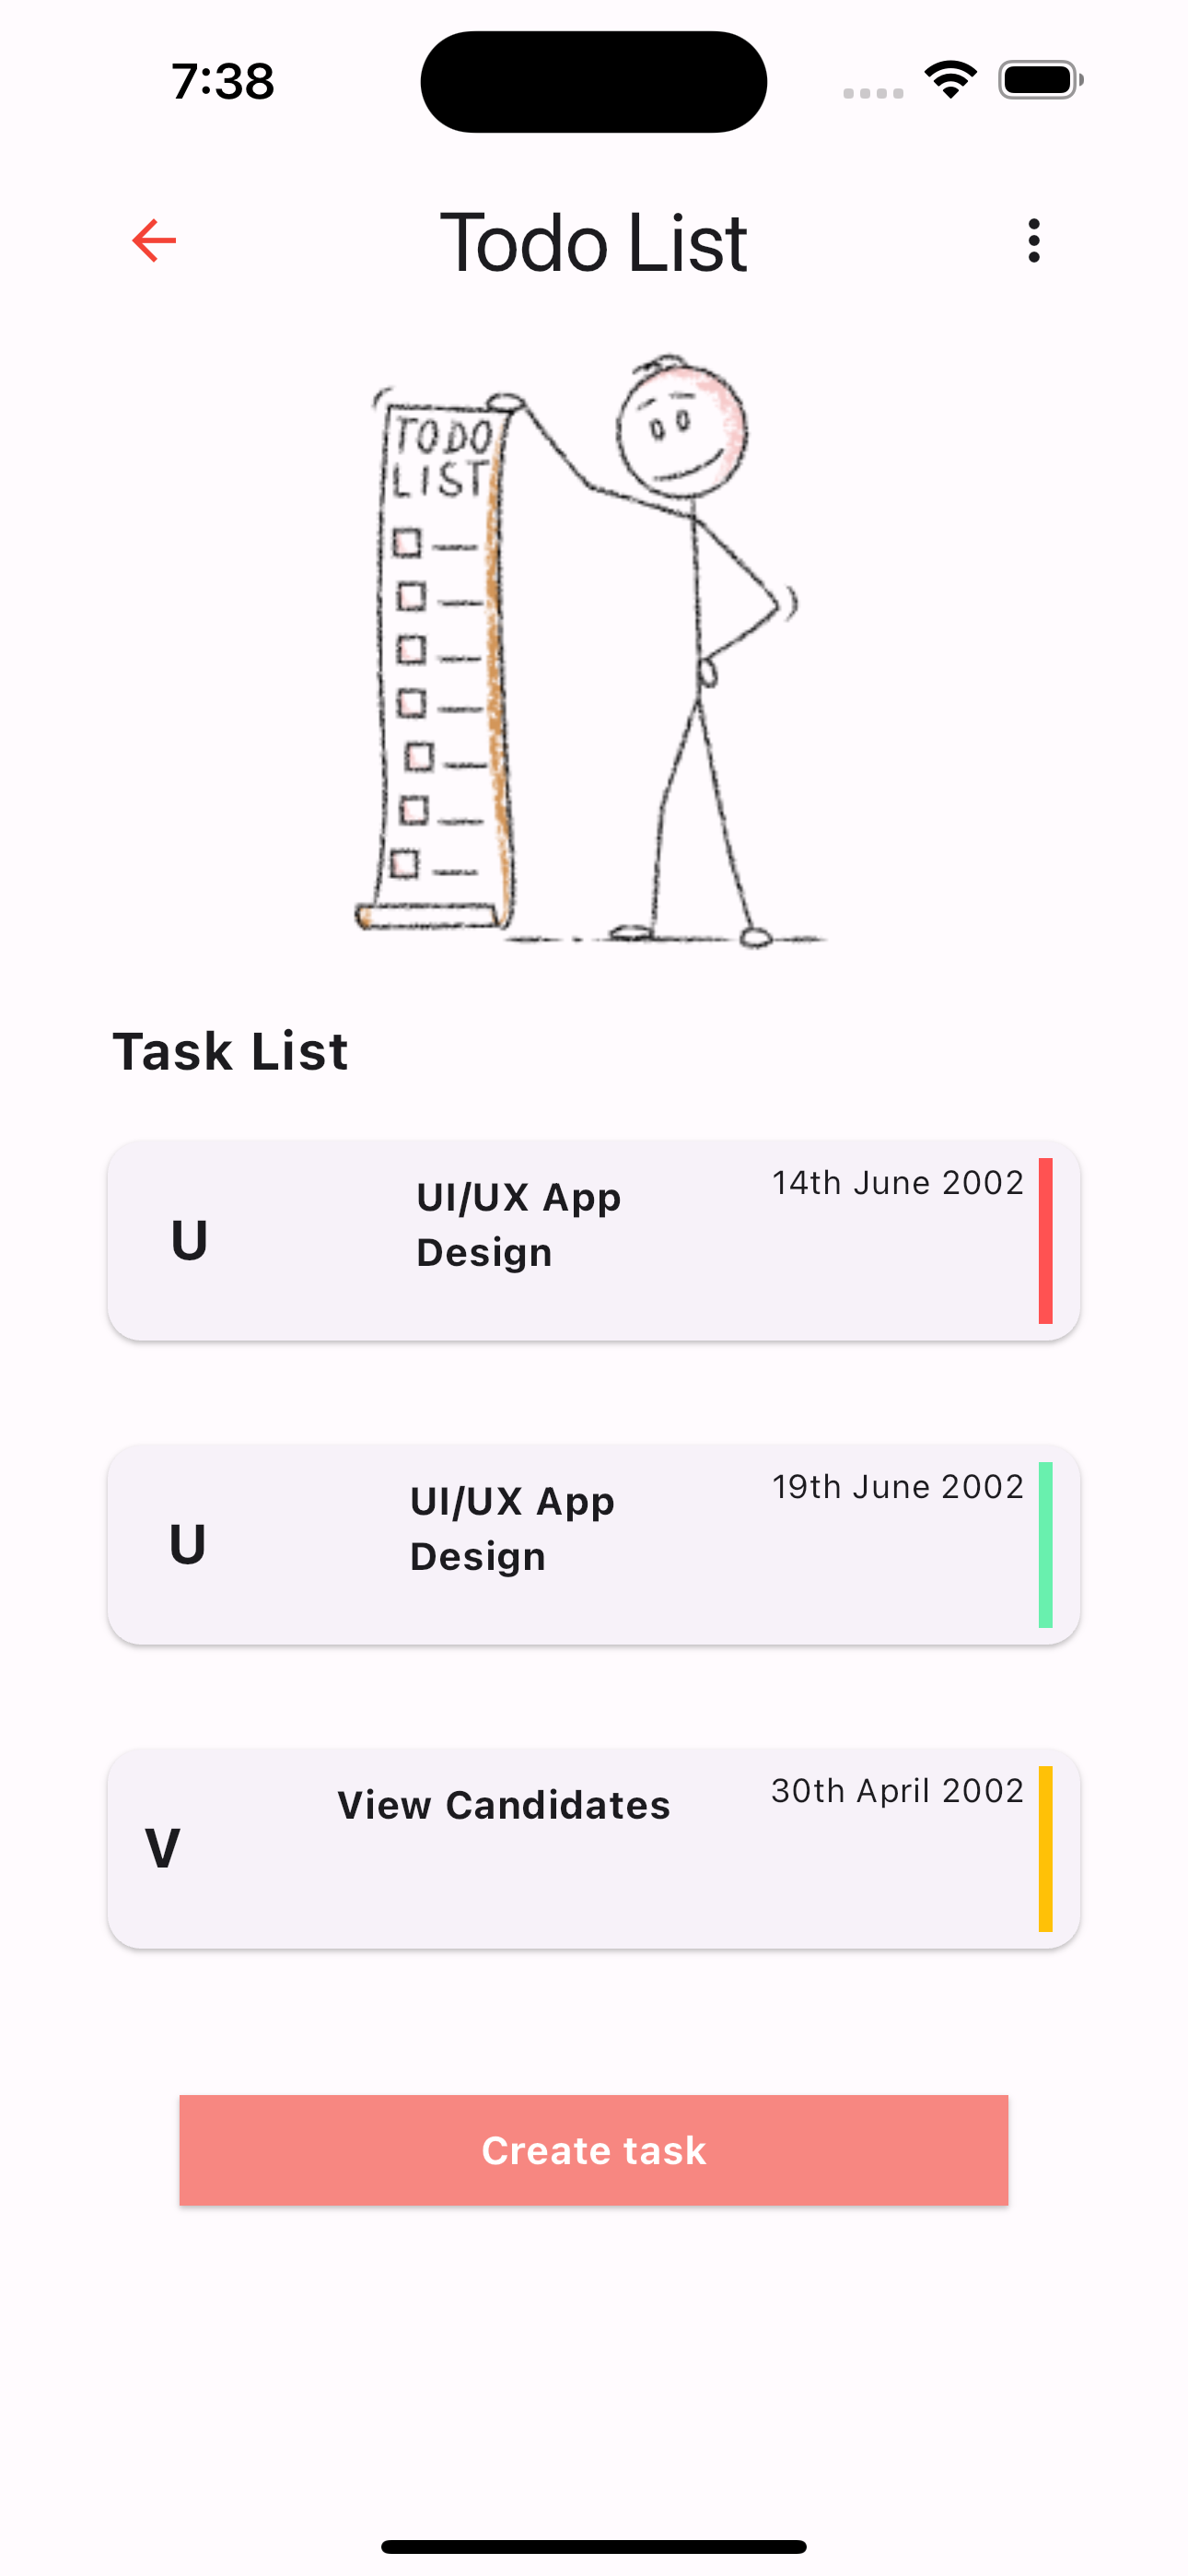 7:38
Todo List
TODO
LIST
Task List
U
UI/UX App
Design
14th June 2002
U
UI/UX App
Design
19th June 2002
V
View Candidates
30th April 2002
Create task